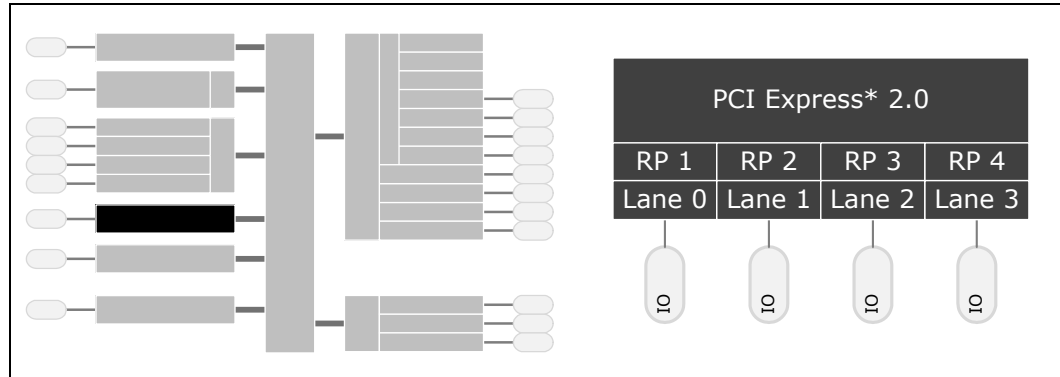 PCI Express* 2.0
RP 1 RP 2 RP 3 RP 4
Lane 0 Lane 1 Lane 2 Lane 3
IO IO IO IO